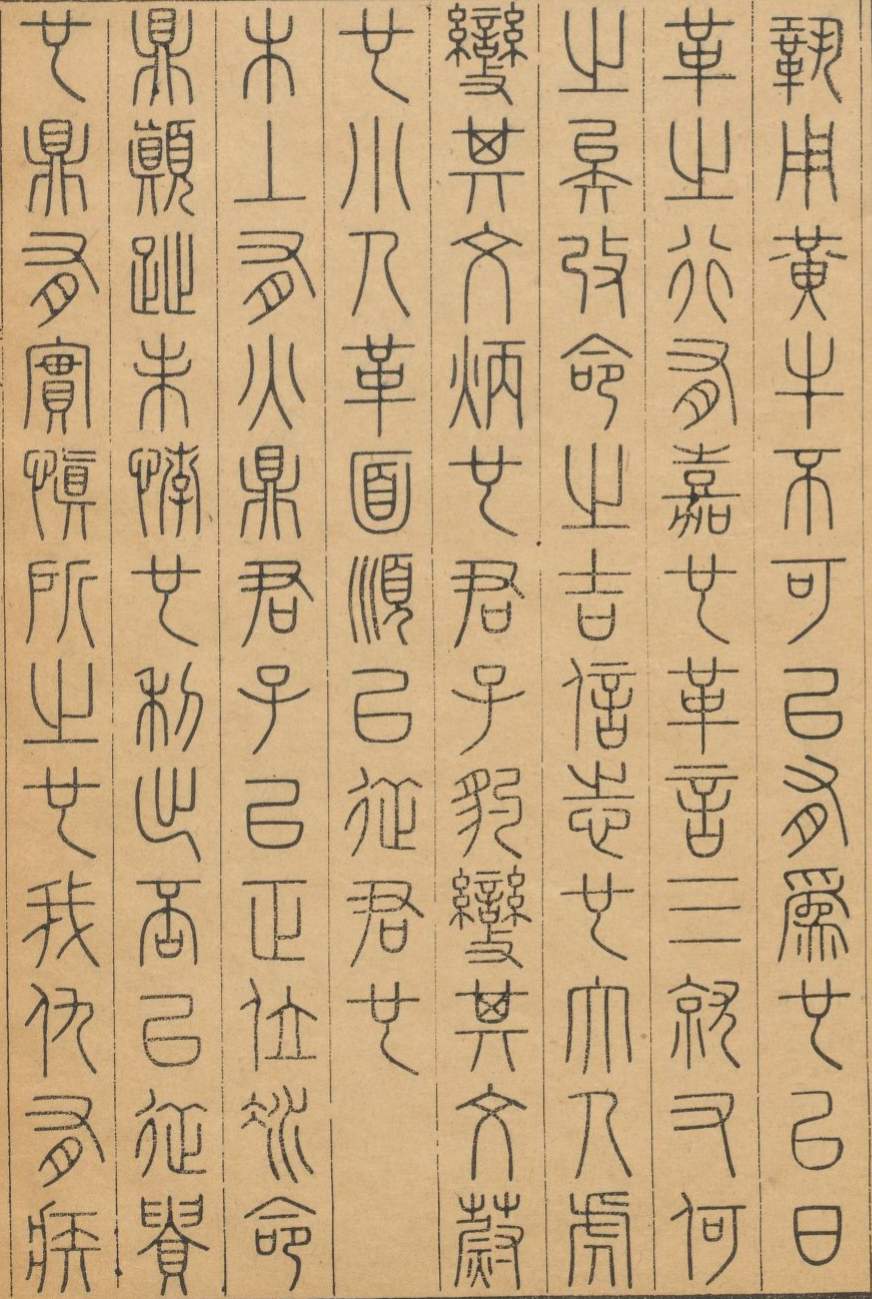 鞏用黃牛不可以有爲也已日
革之行有嘉也革言三就又何
之矣改命之吉信志也大人虎
變其文炳也君子豹變其文蔚
也小人革面順以從君也
木上有火鼎君子以正位凝命
鼎顚趾未悖也利出否以從貴
也鼎有實愼所之也我仇有疾